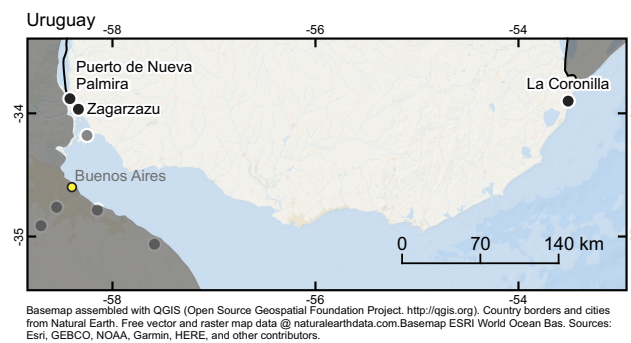 Uruguay
-58 -56 -54
Puerto de Nueva
Palmira
La Coronilla
Zagarzazu
-34
Buenos Aires
-35
0 70 140 km
-58 -56 -54
Basemap assembled with QGIS (Open Source Geospatial Foundation Project. http://qgis.org). Country borders and cities
from Natural Earth. Free vector and raster map data @ naturalearthdata.com.Basemap ESRI World Ocean Bas. Sources:
Esri, GEBCO, NOAA, Garmin, HERE, and other contributors.